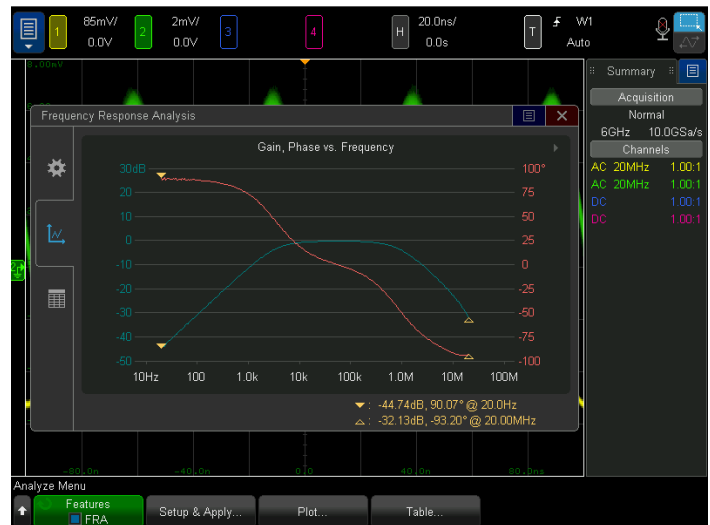 1 85mV/ 2 2mV/ 3 4 H 20.0ns/ T W1
0.0V 0.0V 0.0s Auto
8.00mV
Summary
Acquisition
Normal
6GHz 10.0GSa/s
Channels
AC 20MHz 1.00:1
AC 20MHz 1.00:1
DC 1.00:1
DC 1.00:1
Frequency Response Analysis
Gain, Phase vs. Frequency
30dB 100°
20 75
10 50
0 25
-10 0
-20 -25
-30 -50
-40 -75
-50 -100
10Hz 100 1.0k 10k 100k 1.0M 10M 100M
: -44.74dB, 90.07° @ 20.0Hz
: -32.13dB, -93.20° @ 20.00MHz
-80.0n -40.0n 0.0 40.0n 80.0ns
Analyze Menu
Features
FRA
Setup & Apply...
Plot...
Table...